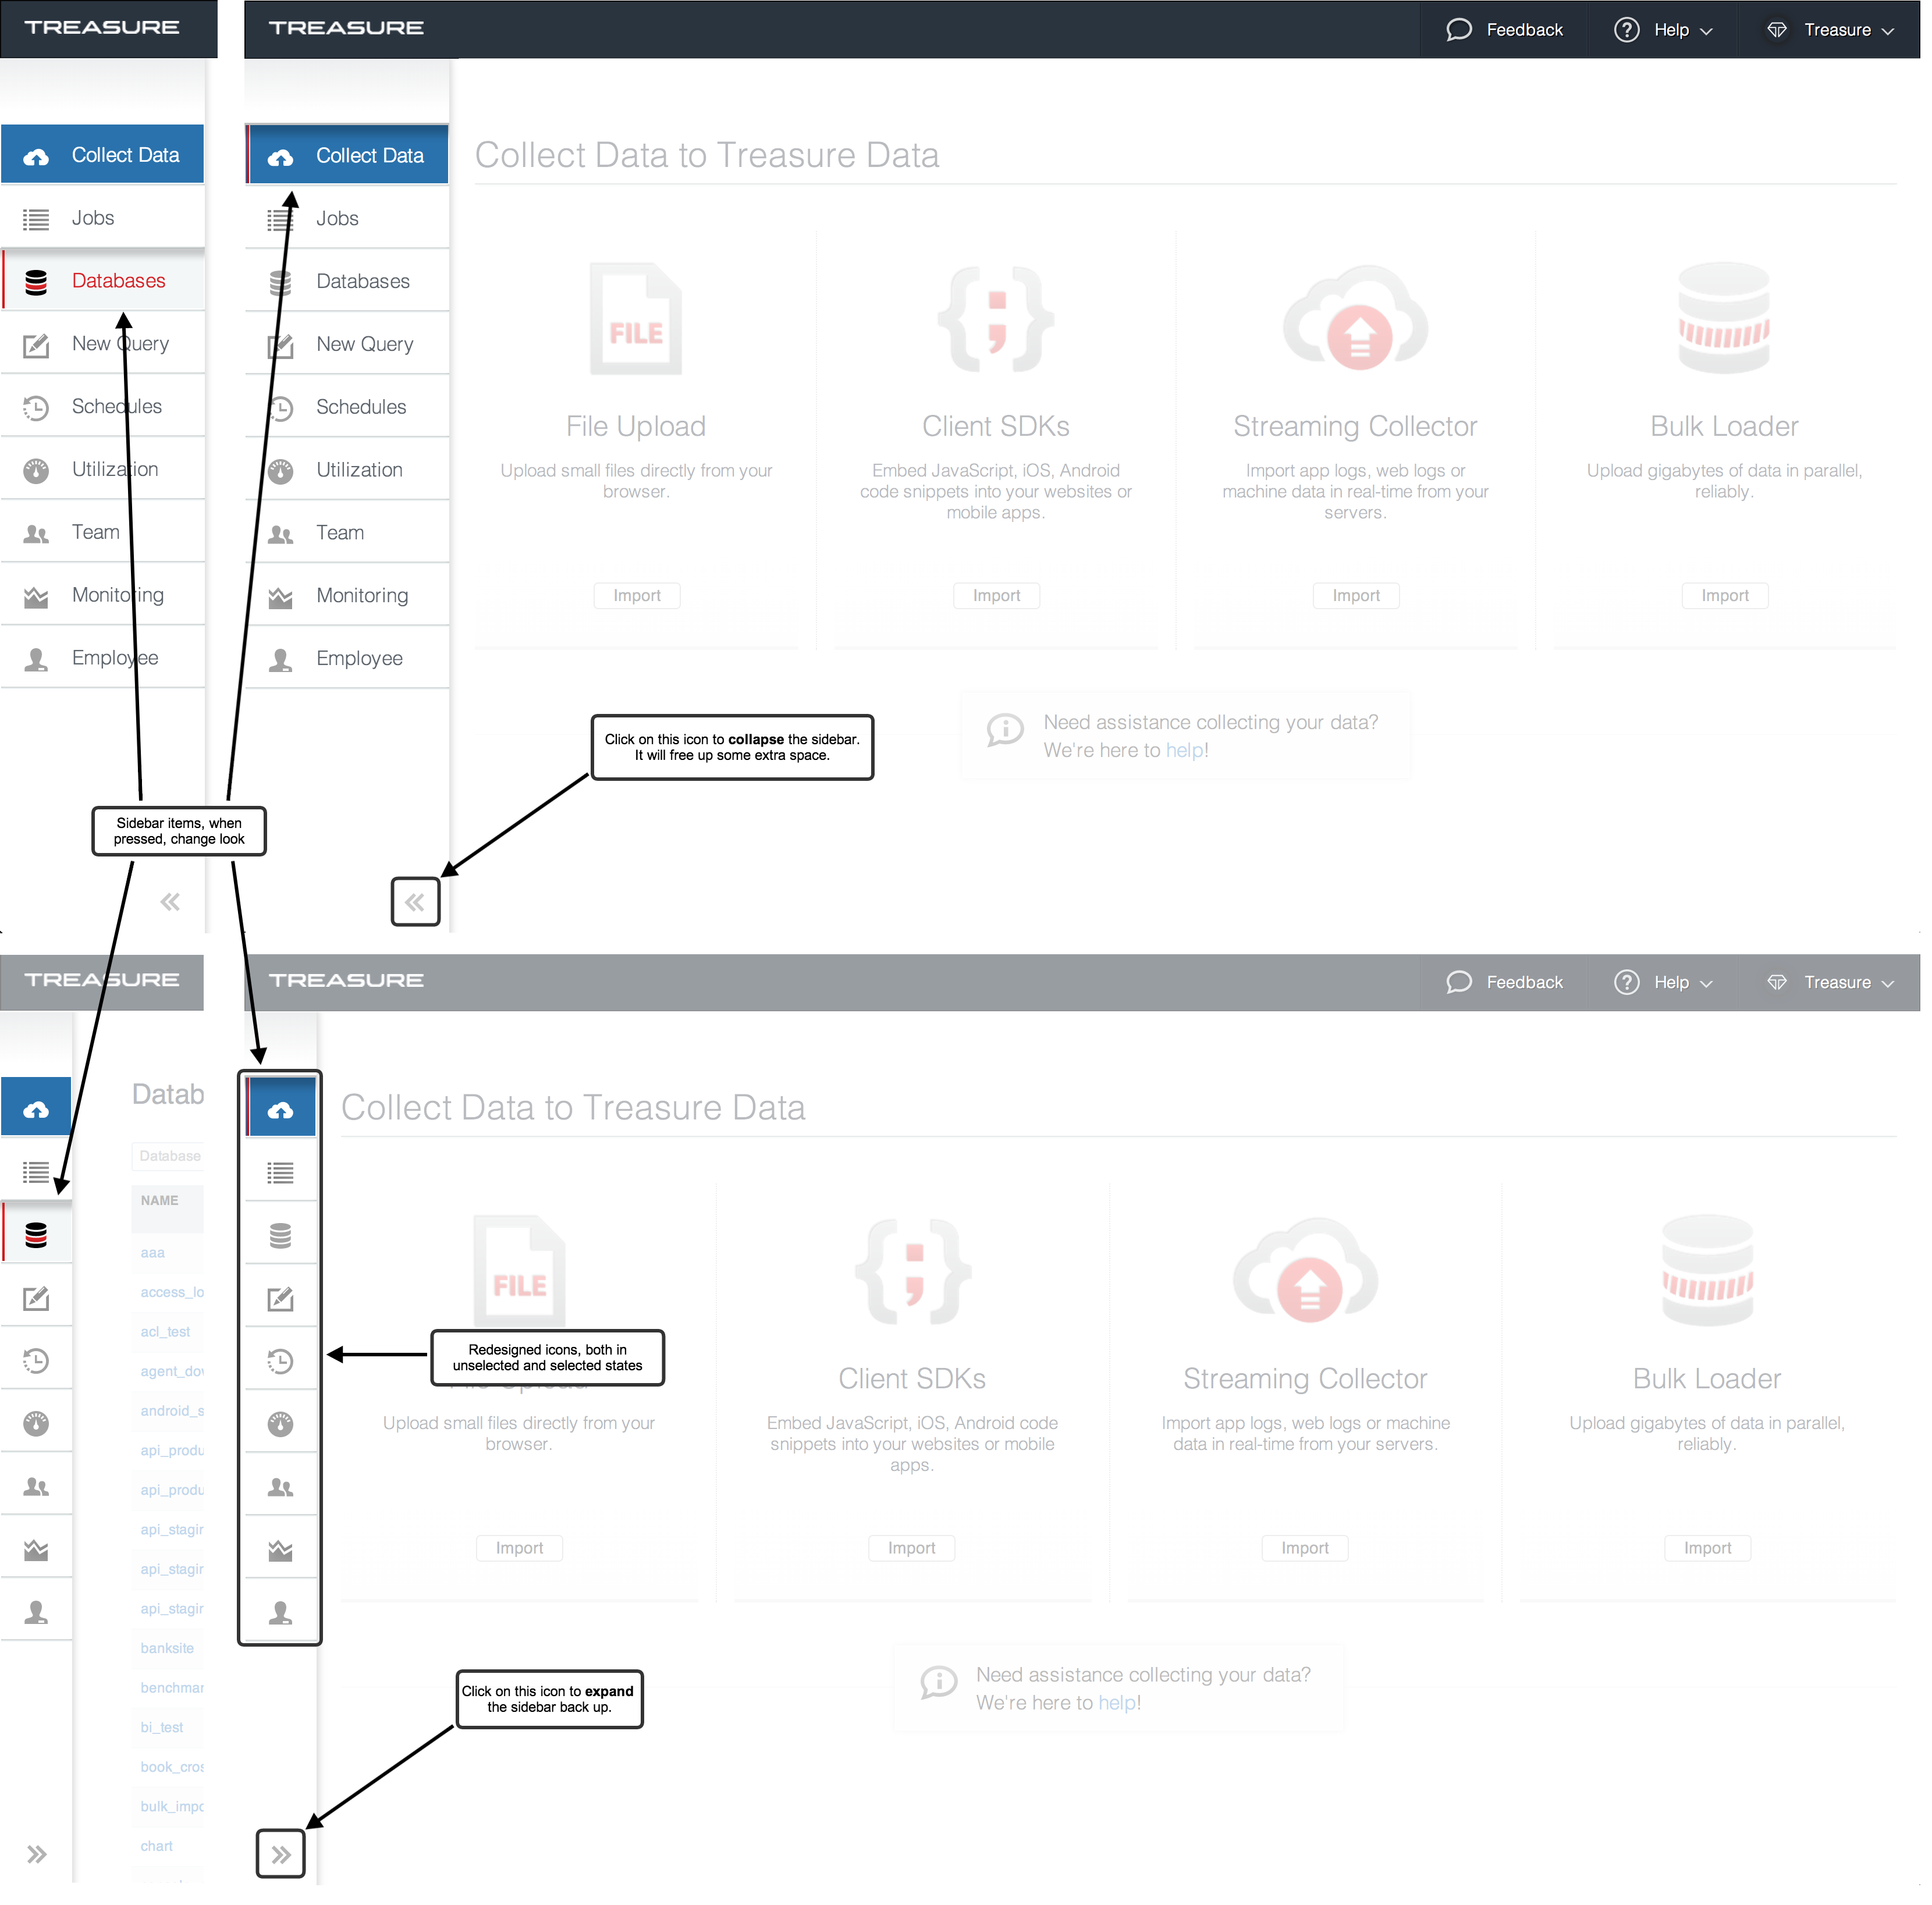 TREASURE
Collect Data
Jobs
Databases
New Query
Schedules
Utilization
Team
Monitoring
Employee
TREASURE
Feedback
Help
Treasure
Collect Data
Jobs
Databases
New Query
Schedules
Utilization
Team
Monitoring
Employee
Collect Data to Treasure Data
FILE
File Upload
Upload small files directly from your
browser.
Import
Client SDKs
Embed JavaScript, iOS, Android
code snippets into your websites or
mobile apps.
Import
Streaming Collector
Import app logs, web logs or
machine data in real-time from your
servers.
Import
Bulk Loader
Upload gigabytes of data in parallel,
reliably.
Import
Need assistance collecting your data?
We're here to help!
Click on this icon to collapse the sidebar.
It will free up some extra space.
Sidebar items, when
pressed, change look
TREASURE
Datab
Database
NAME
aaa
access_lo
acl_test
agent_dov
android_s
api_produ
api_produ
api_stagir
api_stagir
api_stagir
banksite
benchmar
bi_test
book_cros
bulk_impo
chart
TREASURE
Feedback
Help
Treasure
Collect Data to Treasure Data
FILE
Redesigned icons, both in
unselected and selected states
Upload small files directly from your
browser.
Import
Client SDKs
Embed JavaScript, iOS, Android code
snippets into your websites or mobile
apps.
Import
Streaming Collector
Import app logs, web logs or machine
data in real-time from your servers.
Import
Bulk Loader
Upload gigabytes of data in parallel,
reliably.
Import
Need assistance collecting your data?
We're here to help!
Click on this icon to expand
the sidebar back up.